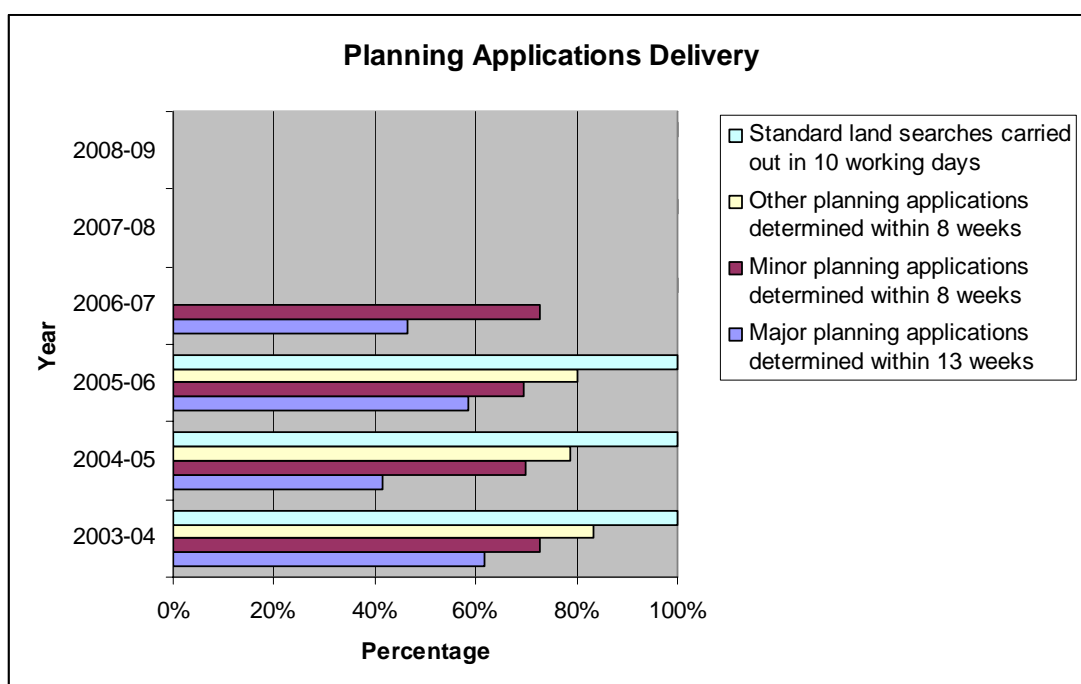 Planning Applications Delivery
Year
2008-09
2007-08
2006-07
2005-06
2004-05
2003-04
0% 20% 40% 60% 80% 100%
Percentage
Standard land searches carried
out in 10 working days
Other planning applications
determined within 8 weeks
Minor planning applications
determined within 8 weeks
Major planning applications
determined within 13 weeks